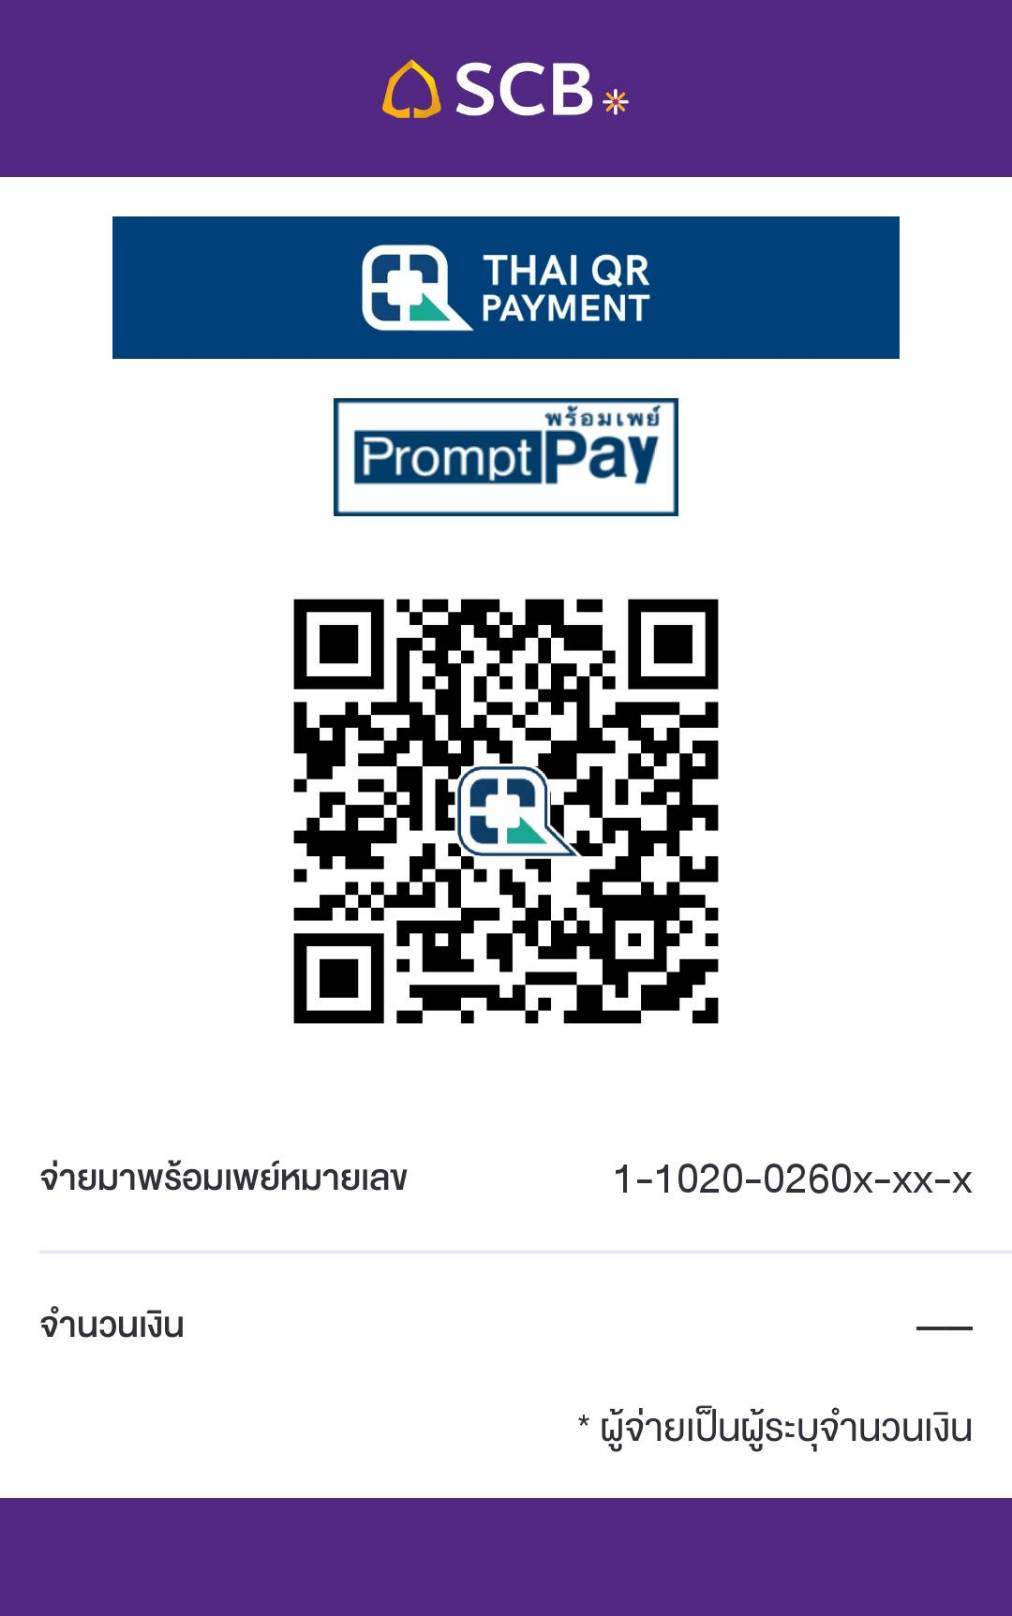 SCB
THAI QR
PAYMENT
พร้อมเพย์
PromptPay
จ่ายมาพร้อมเพย์หมายเลข 1-1020-0260x-xx-x
จำนวนเงิน —
* ผู้จ่ายเป็นผู้ระบุจำนวนเงิน